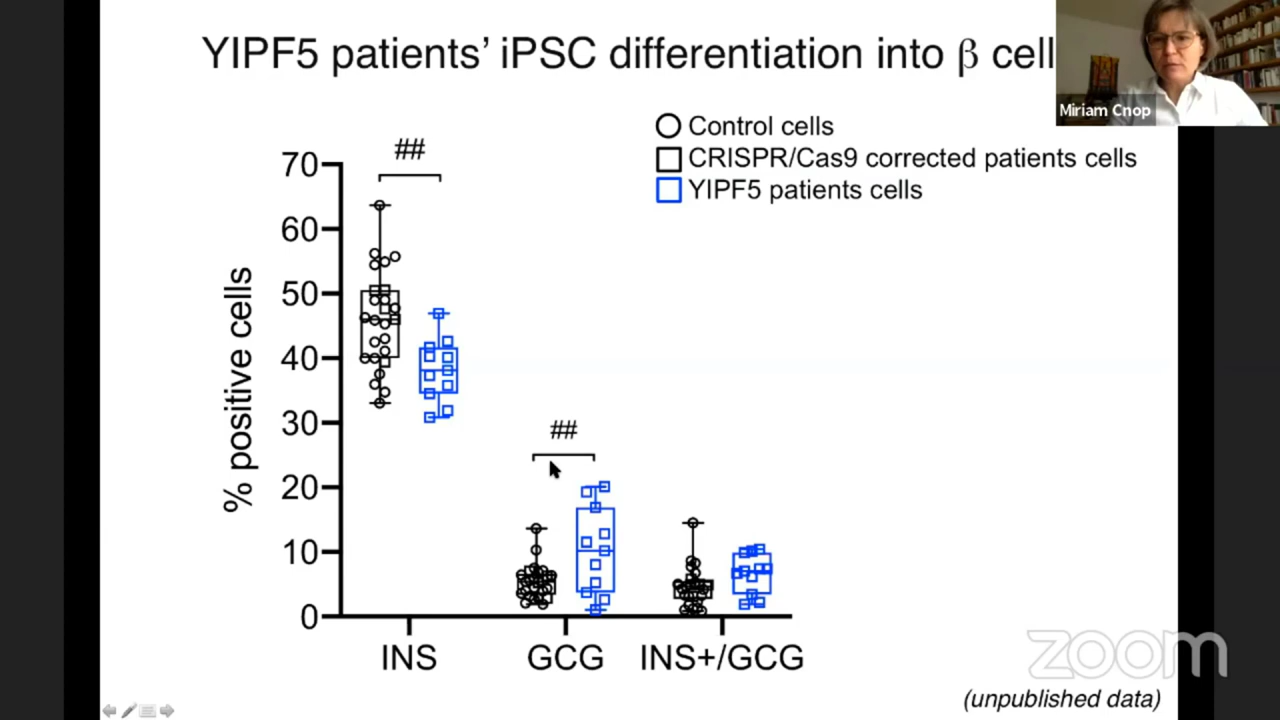 YIPF5 patients' iPSC differentiation into β cell
Miriam Cnop
Control cells
CRISPR/Cas9 corrected patients cells
YIPF5 patients cells
% positive cells
70
60
50
40
30
20
10
0
##
##
INS
GCG
INS+/GCG
zoom
(unpublished data)